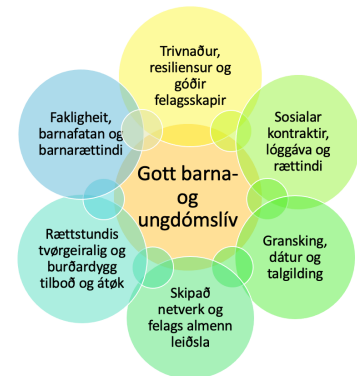 Trivnaður,
resiliensur og
góðir
felagsskapir
Sosialar
kontraktir,
lóggáva og
rættindi
Gransking,
dátur og
talgilding
Skipað
netverk og
felags almenn
leiðsla
Rættstundis
tvørgeiralig og
burðardygg
tilboð og átøk
Fakligheit,
barnafatan og
barnarættindi
Gott barna-
og
ungdómslív